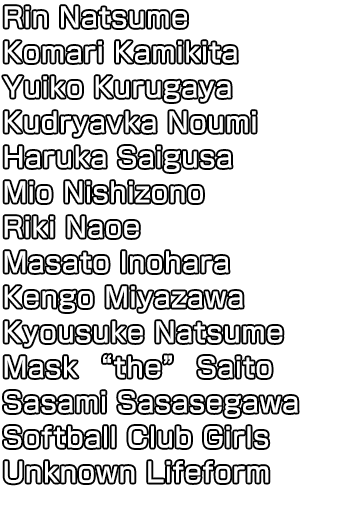 Rin Natsume
Komari Kamikita
Yuiko Kurugaya
Kudryavka Noumi
Haruka Saigusa
Mio Nishizono
Riki Naoe
Masato Inohara
Kengo Miyazawa
Kyousuke Natsume
Mask “the” Saito
Sasami Sasasegawa
Softball Club Girls
Unknown Lifeform